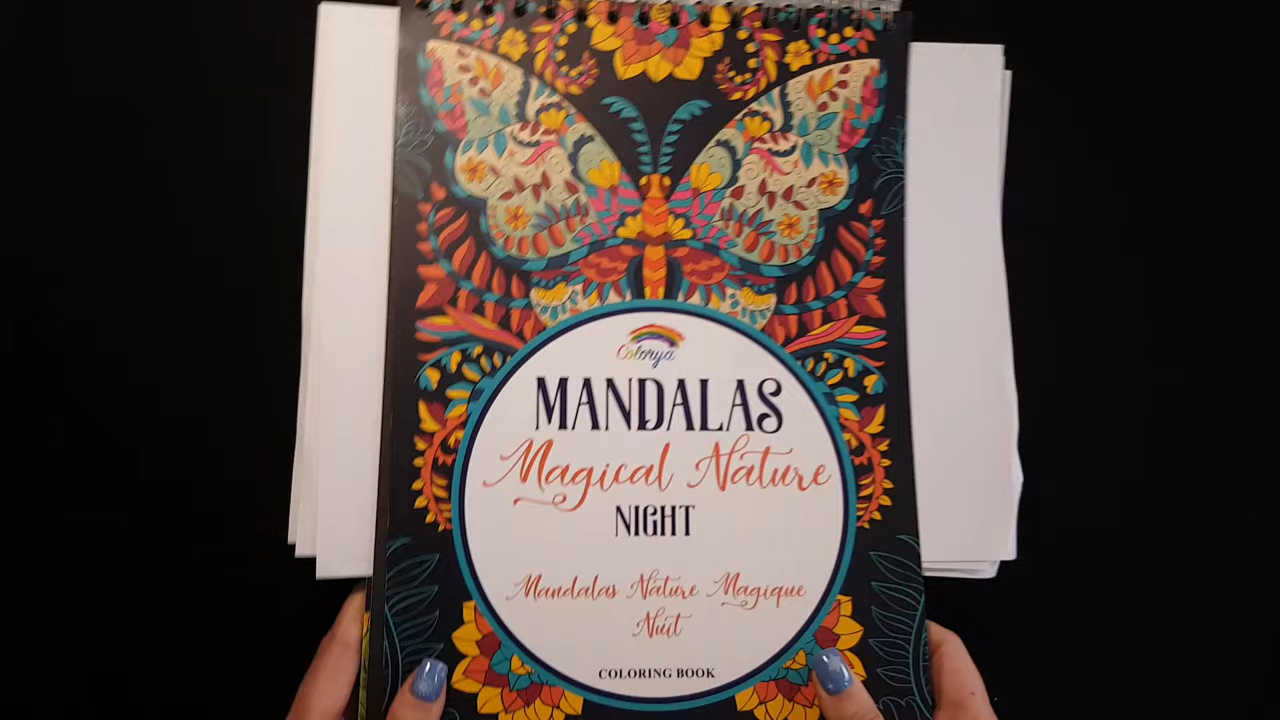 Colorya
MANDALAS
Magical Nature
NIGHT
Mandalas Nature Magique
Nuit
COLORING BOOK